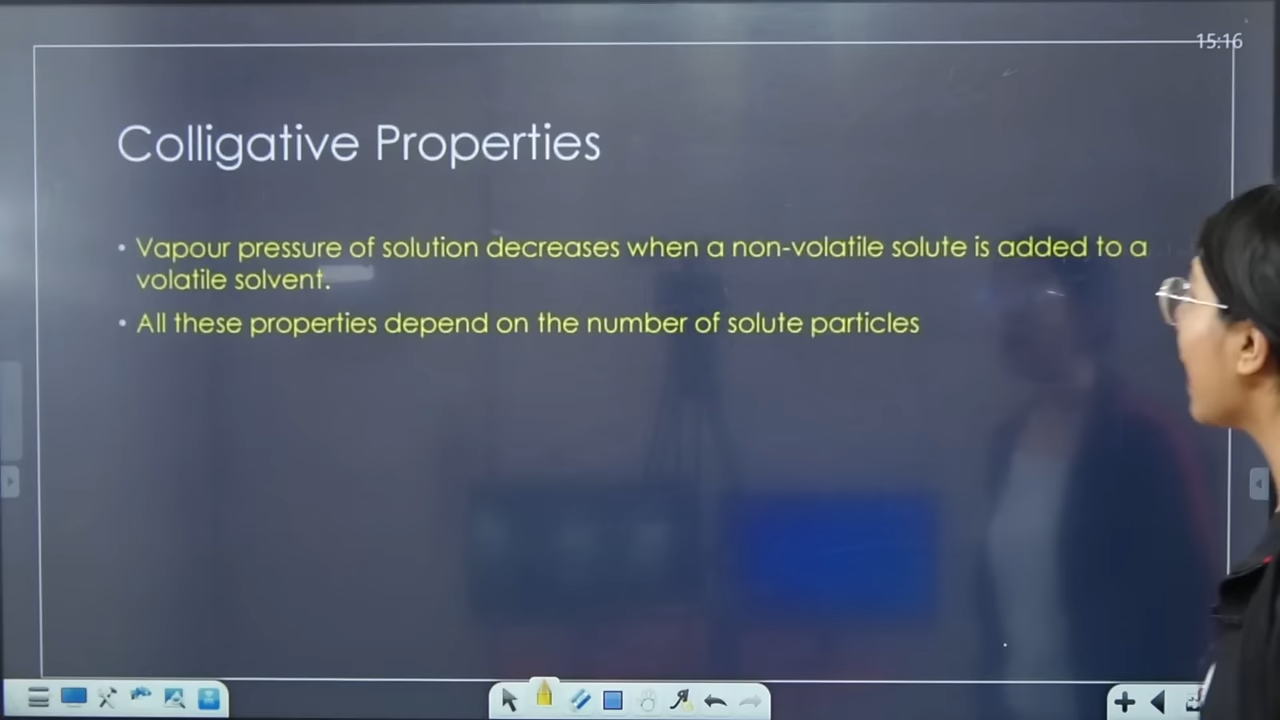 15:16
Colligative Properties
• Vapour pressure of solution decreases when a non-volatile solute is added to a
volatile solvent.
• All these properties depend on the number of solute particles